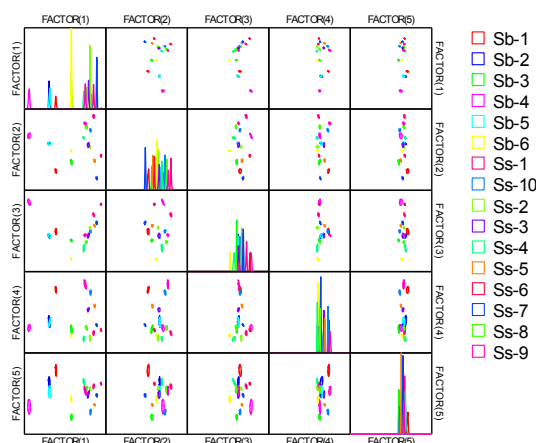 FACTOR(1) FACTOR(2) FACTOR(3) FACTOR(4) FACTOR(5)
FACTOR(1) FACTOR(1)
FACTOR(2) FACTOR(2)
FACTOR(3) FACTOR(3)
FACTOR(4) FACTOR(4)
FACTOR(5) FACTOR(5)
FACTOR(1) FACTOR(2) FACTOR(3) FACTOR(4) FACTOR(5)
Sb-1
Sb-2
Sb-3
Sb-4
Sb-5
Sb-6
Ss-1
Ss-10
Ss-2
Ss-3
Ss-4
Ss-5
Ss-6
Ss-7
Ss-8
Ss-9